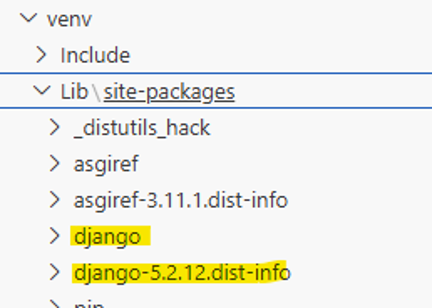 venv
Include
Lib\site-packages
_distutils_hack
asgiref
asgiref-3.11.1.dist-info
django
django-5.2.12.dist-info